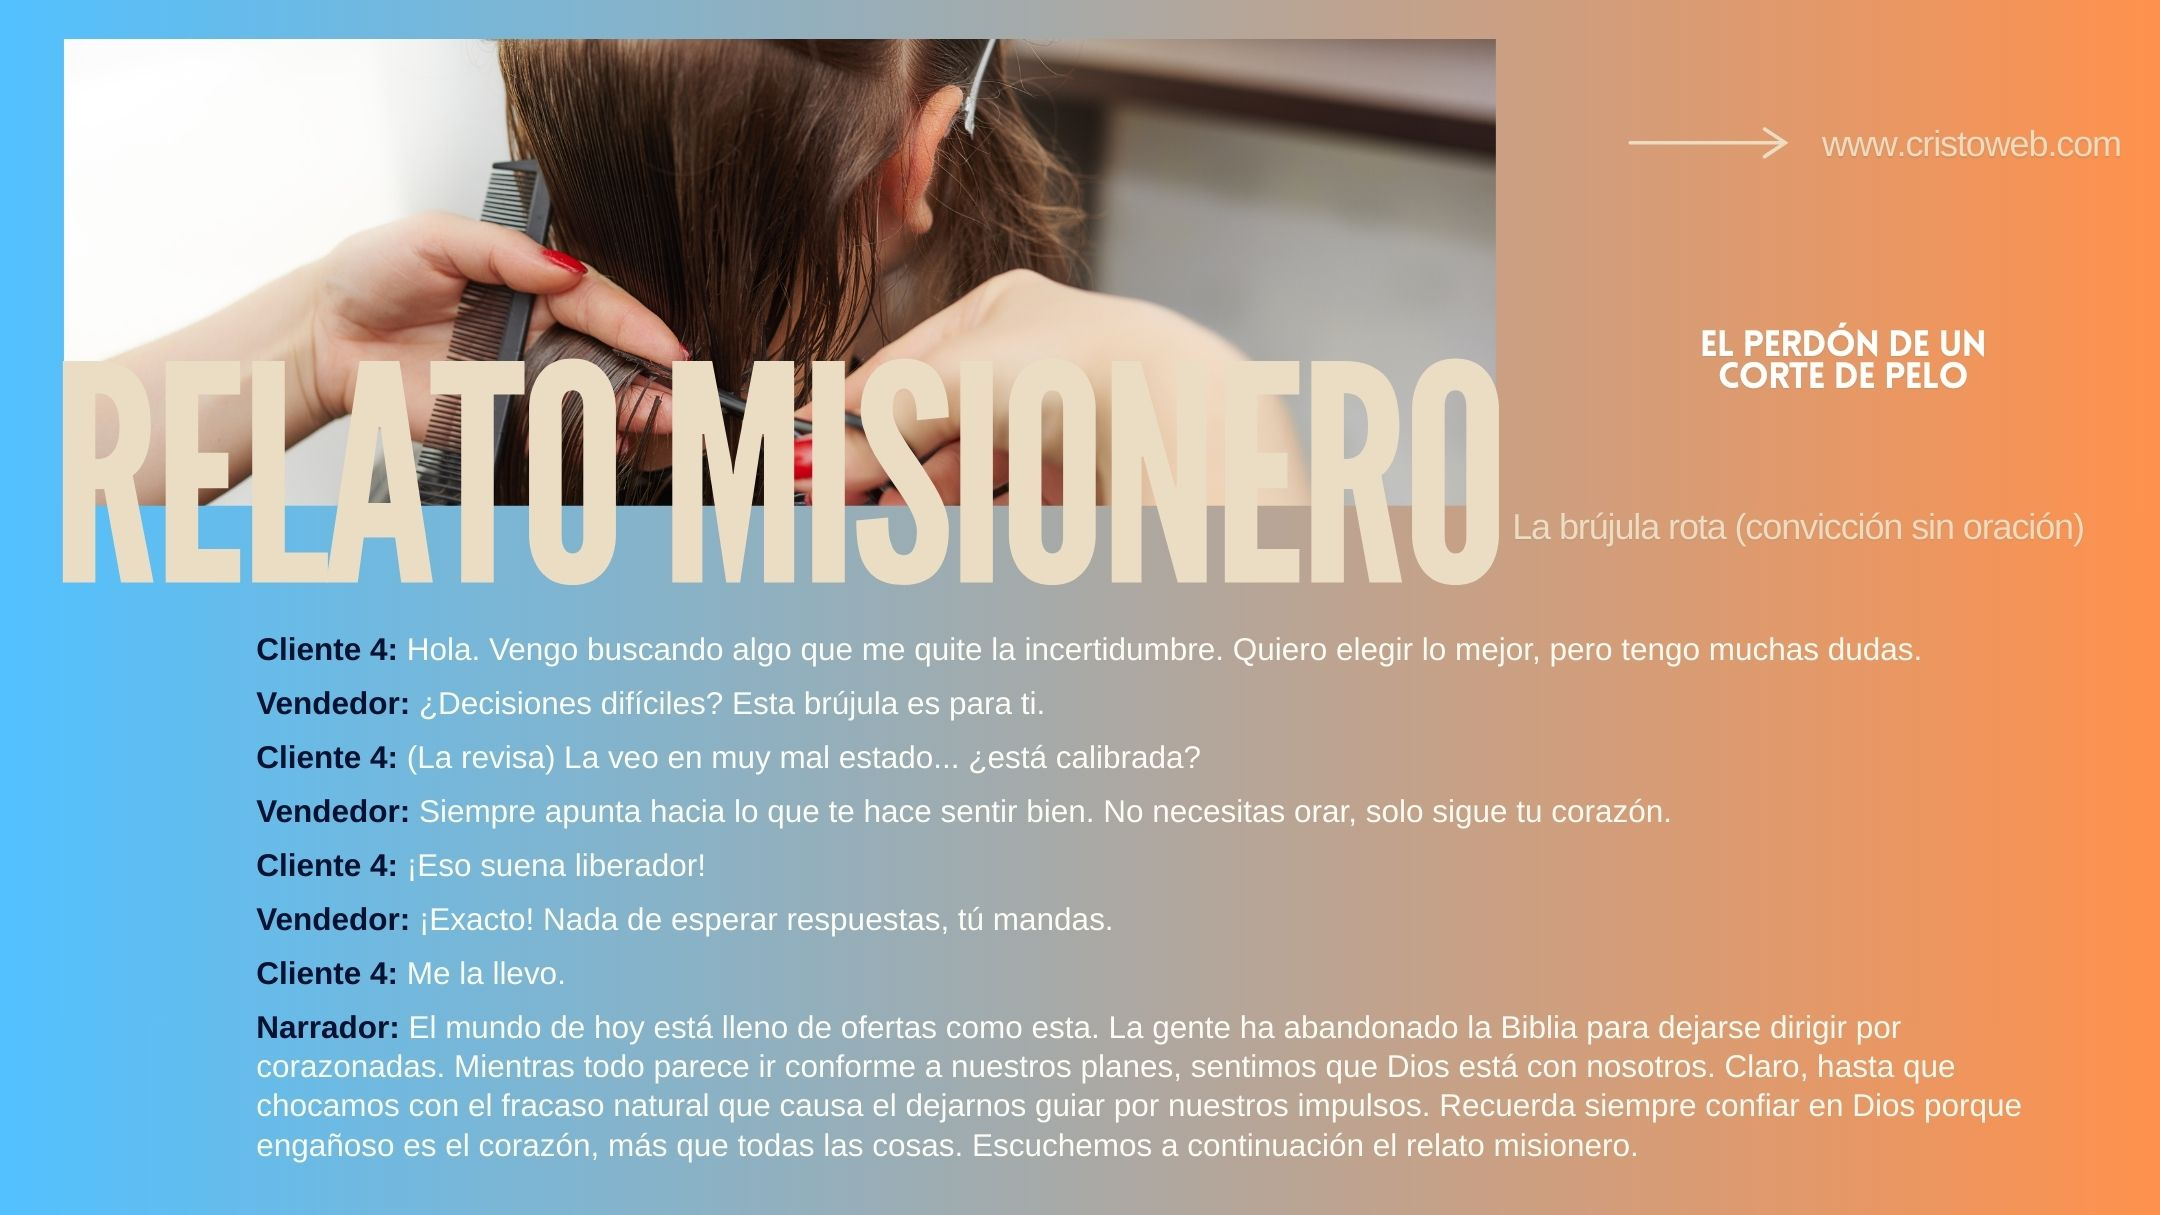 www.cristoweb.com
EL PERDÓN DE UN
CORTE DE PELO
RELATO MISIONERO
La brújula rota (convicción sin oración)
Cliente 4: Hola. Vengo buscando algo que me quite la incertidumbre. Quiero elegir lo mejor, pero tengo muchas dudas.
Vendedor: ¿Decisiones difíciles? Esta brújula es para ti.
Cliente 4: (La revisa) La veo en muy mal estado... ¿está calibrada?
Vendedor: Siempre apunta hacia lo que te hace sentir bien. No necesitas orar, solo sigue tu corazón.
Cliente 4: ¡Eso suena liberador!
Vendedor: ¡Exacto! Nada de esperar respuestas, tú mandas.
Cliente 4: Me la llevo.
Narrador: El mundo de hoy está lleno de ofertas como esta. La gente ha abandonado la Biblia para dejarse dirigir por
corazonadas. Mientras todo parece ir conforme a nuestros planes, sentimos que Dios está con nosotros. Claro, hasta que
chocamos con el fracaso natural que causa el dejarnos guiar por nuestros impulsos. Recuerda siempre confiar en Dios porque
engañoso es el corazón, más que todas las cosas. Escuchemos a continuación el relato misionero.